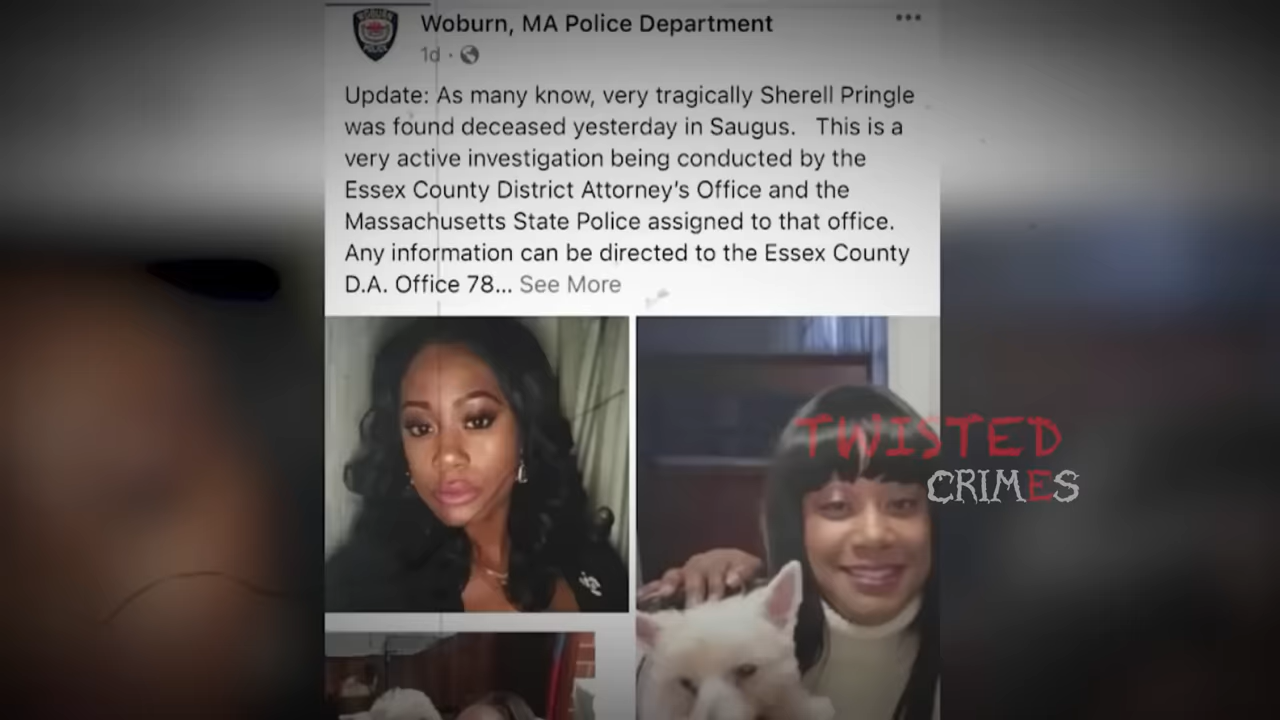 Woburn, MA Police Department
1d ·
Update: As many know, very tragically Sherell Pringle
was found deceased yesterday in Saugus. This is a
very active investigation being conducted by the
Essex County District Attorney's Office and the
Massachusetts State Police assigned to that office.
Any information can be directed to the Essex County
D.A. Office 78... See More
TWISTED
CRIMES